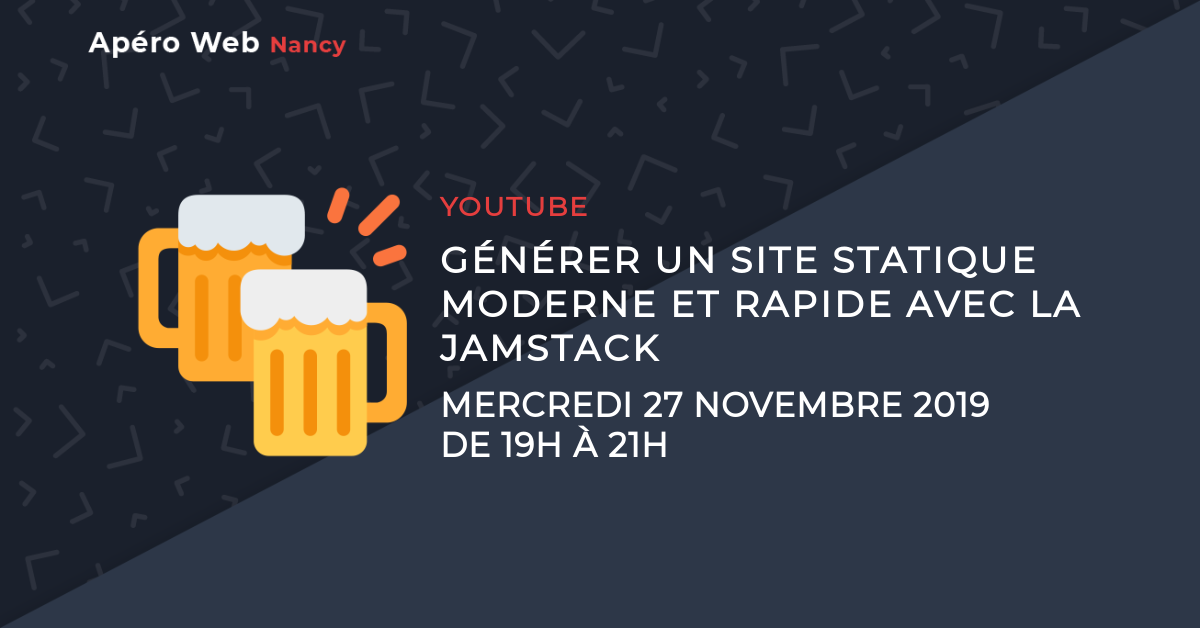 Apéro Web Nancy
YOUTUBE
GÉNÉRER UN SITE STATIQUE
MODERNE ET RAPIDE AVEC LA
JAMSTACK
MERCREDI 27 NOVEMBRE 2019
DE 19H À 21H